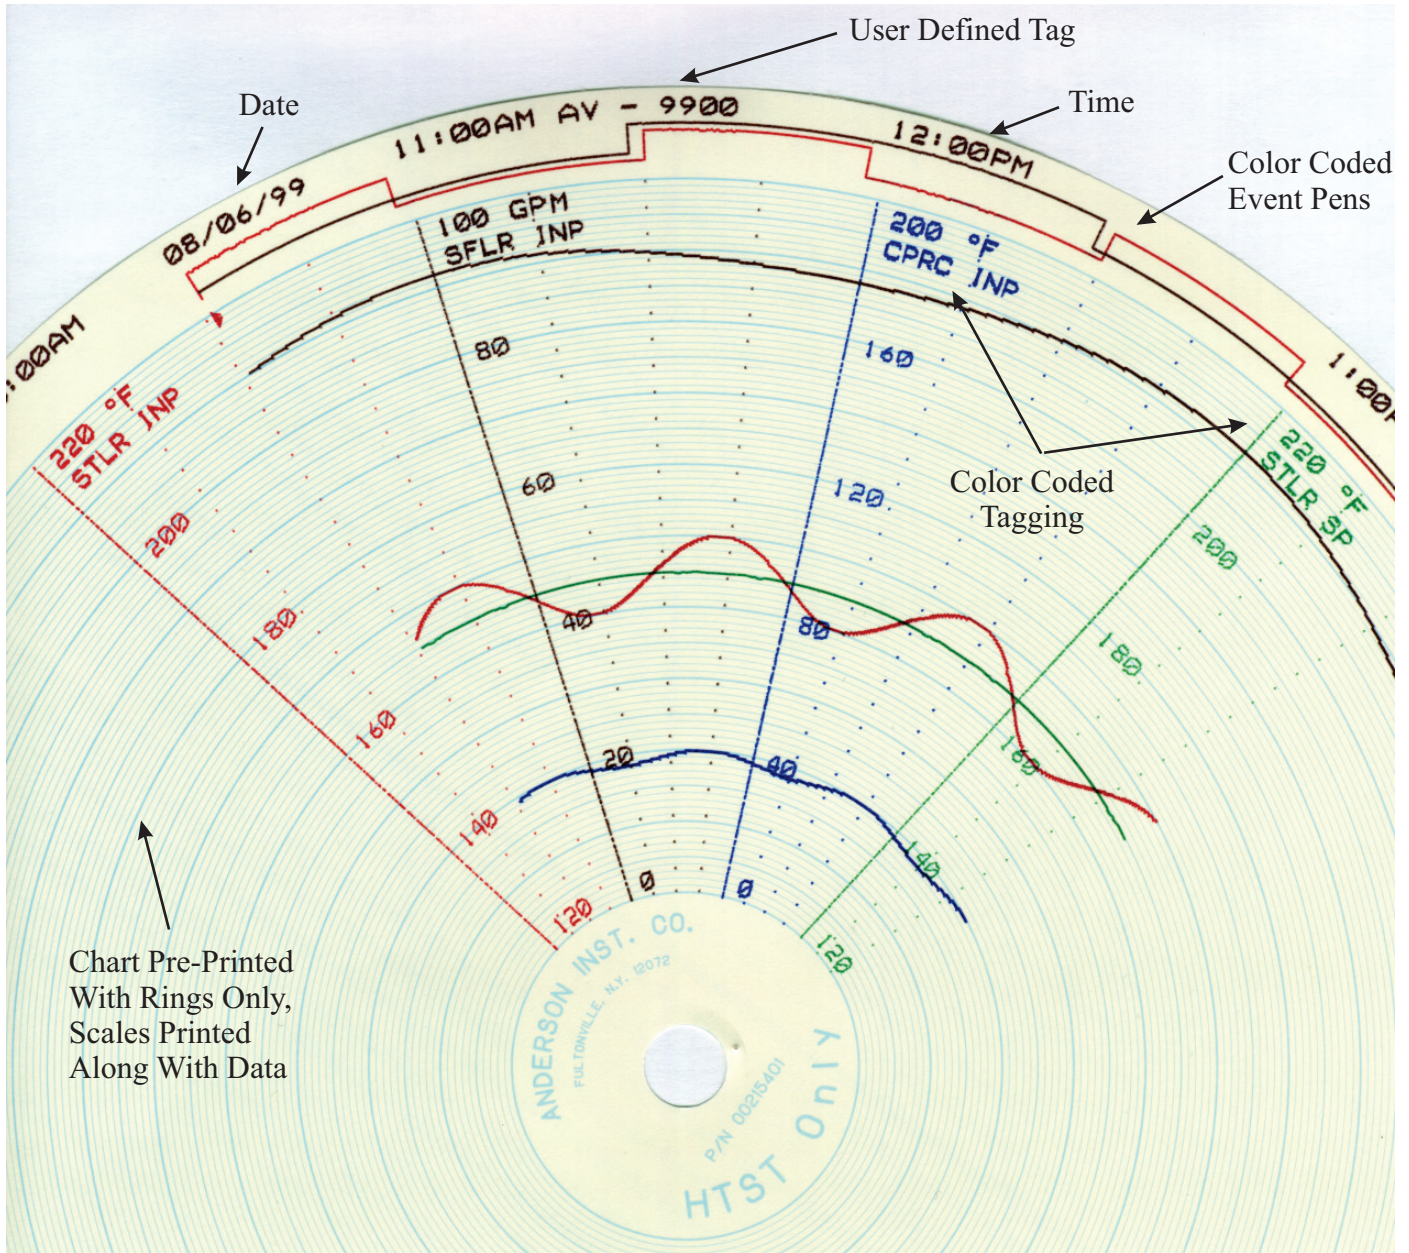 User Defined Tag
Date
Time
Color Coded
Event Pens
:00AM
08/06/99
11:00AM AV - 9900
12:00PM
1:00P
220 °F
STLR INP
200
180
160
140
120
100 GPM
SFLR INP
80
60
40
20
0
200 °F
CPRC INP
160
120
80
40
0
220 °F
STLR SP
200
180
160
140
120
Color Coded
Tagging
Chart Pre-Printed
With Rings Only,
Scales Printed
Along With Data
ANDERSON INST. CO.
FULTONVILLE, N.Y. 12072
P/N 00215401
HTST Only